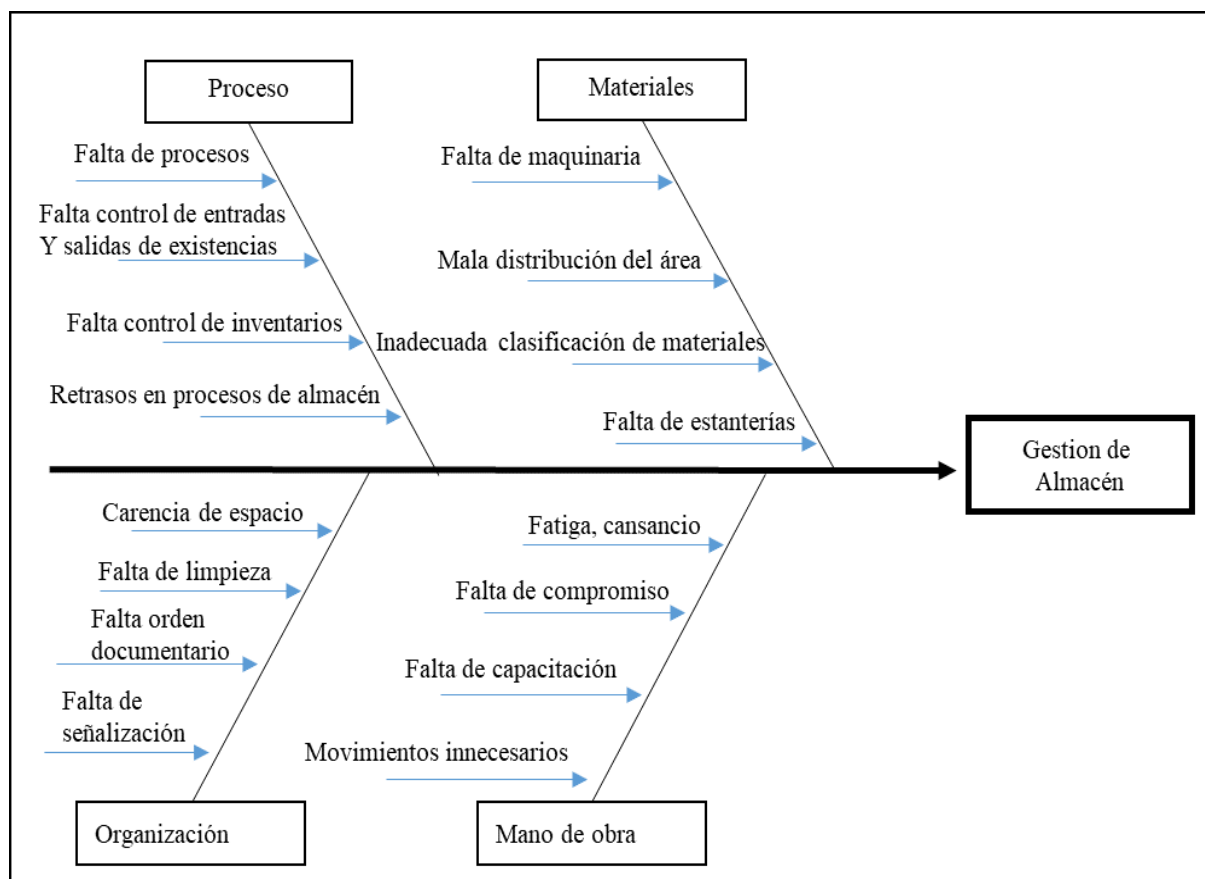 Proceso
Falta de procesos
Falta control de entradas
Y salidas de existencias
Falta control de inventarios
Retrasos en procesos de almacén
Materiales
Falta de maquinaria
Mala distribución del área
Inadecuada clasificación de materiales
Falta de estanterías
Gestion de
Almacén
Carencia de espacio
Falta de limpieza
Falta orden
documentario
Falta de
señalización
Organización
Fatiga, cansancio
Falta de compromiso
Falta de capacitación
Movimientos innecesarios
Mano de obra